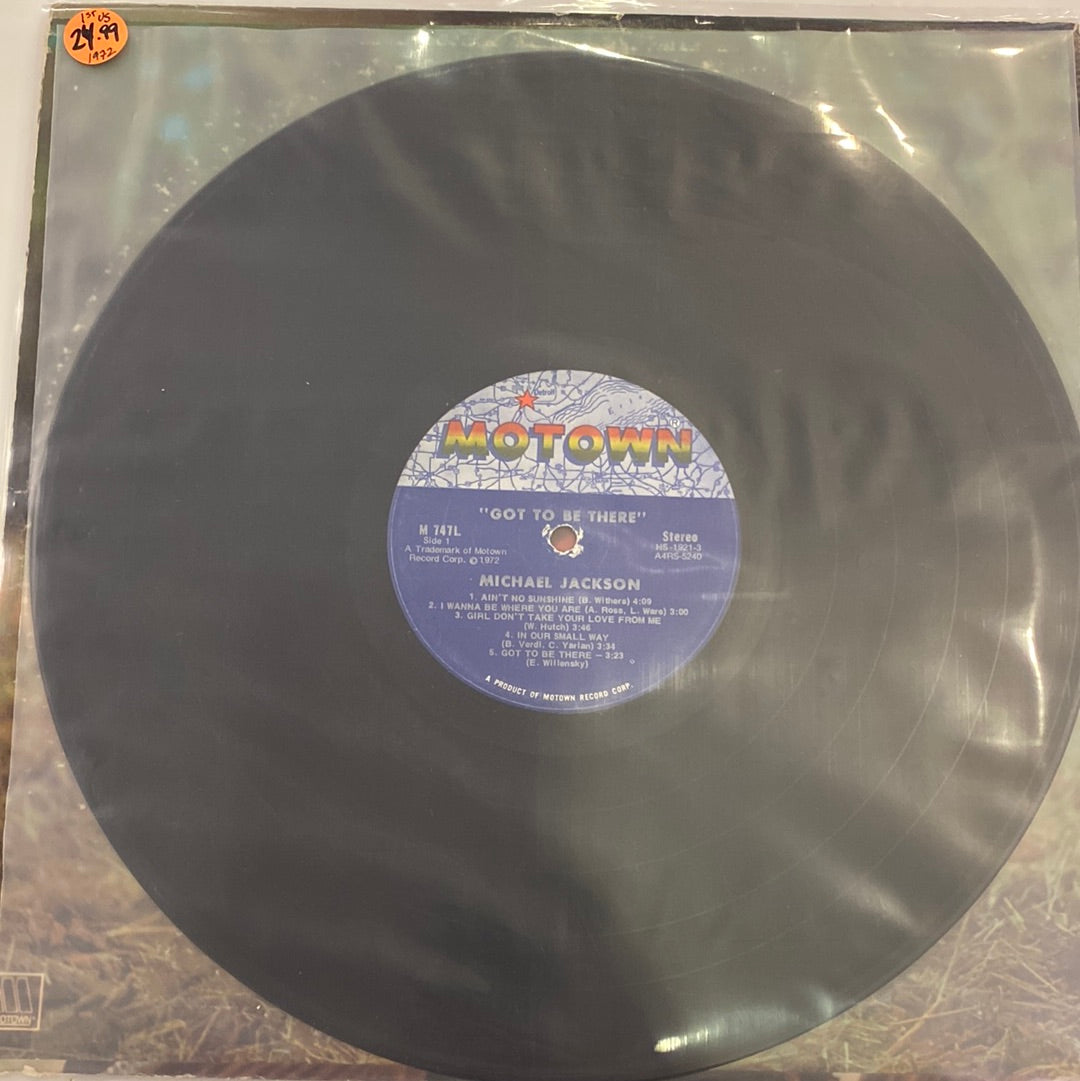 1ST US
24.99
1972
Detroit
MOTOWN®
"GOT TO BE THERE"
M 747L
Side 1
A Trademark of Motown
Record Corp. ©1972
Stereo
HS-1921-3
A4RS-5240
MICHAEL JACKSON
1. AIN'T NO SUNSHINE (B. Withers) 4:09
2. I WANNA BE WHERE YOU ARE (A. Ross, L. Ware) 3:00
3. GIRL DON'T TAKE YOUR LOVE FROM ME
(W. Hutch) 3:46
4. IN OUR SMALL WAY
(B. Verdi, C. Yarian) 3:34
5. GOT TO BE THERE — 3:23
(E. Willensky)
A PRODUCT OF MOTOWN RECORD CORP.
OTOWN